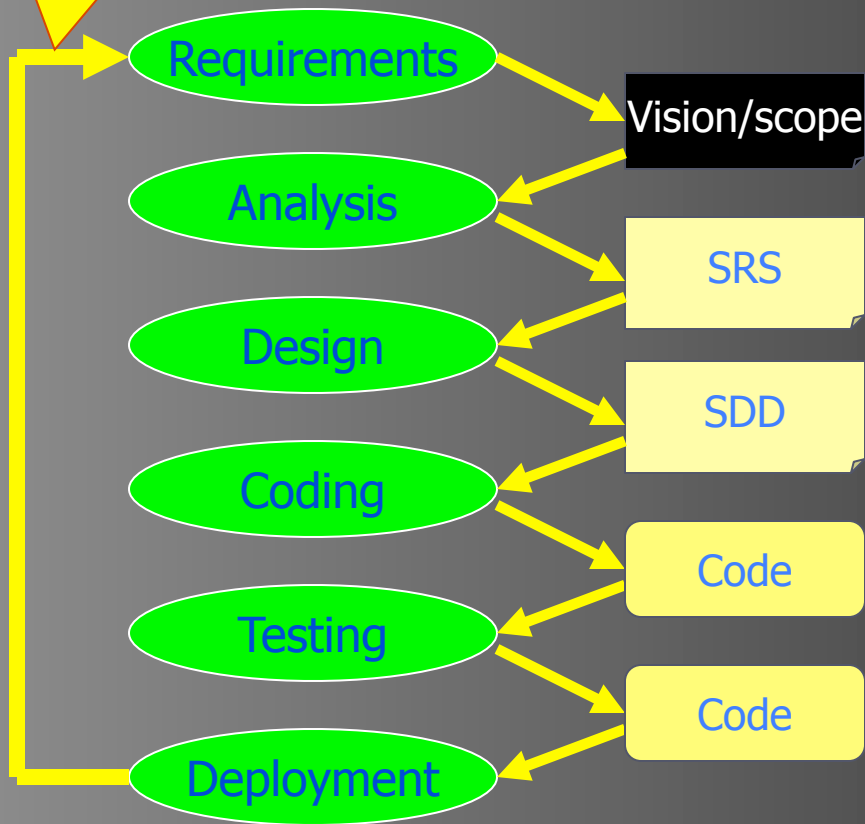 Requirements
Vision/scope
Analysis
SRS
Design
SDD
Coding
Code
Testing
Code
Deployment